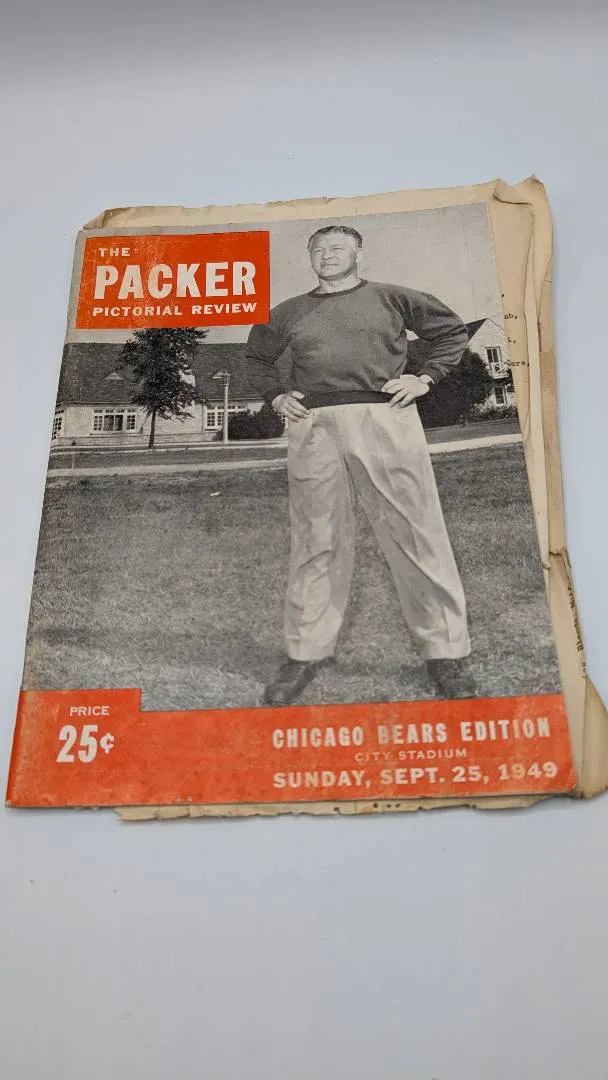 THE
PACKER
PICTORIAL REVIEW
PRICE
25¢
CHICAGO BEARS EDITION
CITY STADIUM
SUNDAY, SEPT. 25, 1949